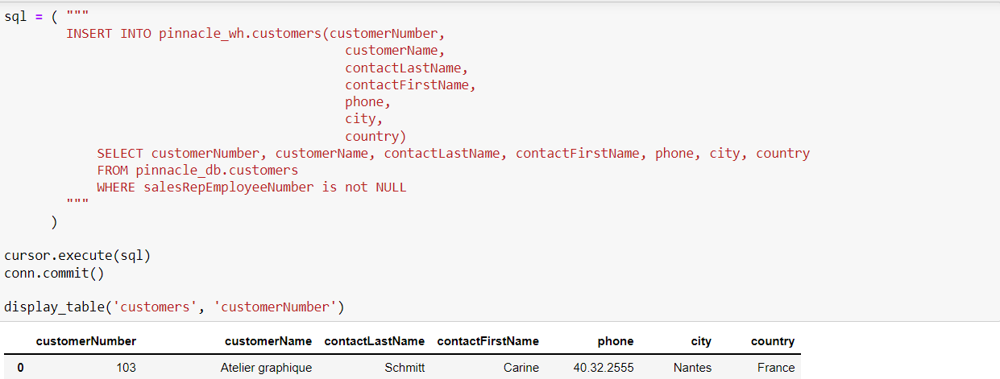 sql = ( """
INSERT INTO pinnacle_wh.customers(customerNumber,
customerName,
contactLastName,
contactFirstName,
phone,
city,
country)
SELECT customerNumber, customerName, contactLastName, contactFirstName, phone, city, country
FROM pinnacle_db.customers
WHERE salesRepEmployeeNumber is not NULL
"""
)
cursor.execute(sql)
conn.commit()
display_table('customers', 'customerNumber')
customerNumber customerName contactLastName contactFirstName phone city country
0 103 Atelier graphique Schmitt Carine 40.32.2555 Nantes France